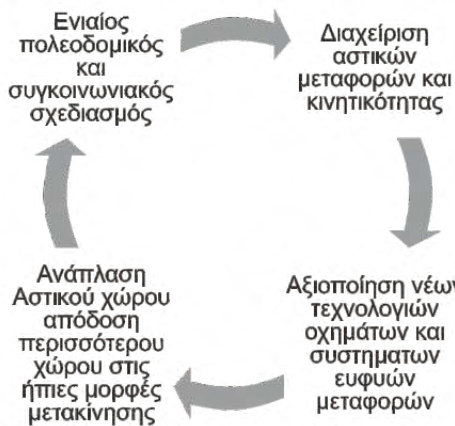 Ενιαίος
πολεοδομικός
και
συγκοινωνιακός
σχεδιασμός
Διαχείριση
αστικών
μεταφορών και
κινητικότητας
Αξιοποίηση νέων
τεχνολογιών
οχημάτων και
συστηματων
ευφυών
μεταφορών
Ανάπλαση
Αστικού χώρου
απόδοση
περισσότερου
χώρου στις
ήπιες μορφές
μετακίνησης